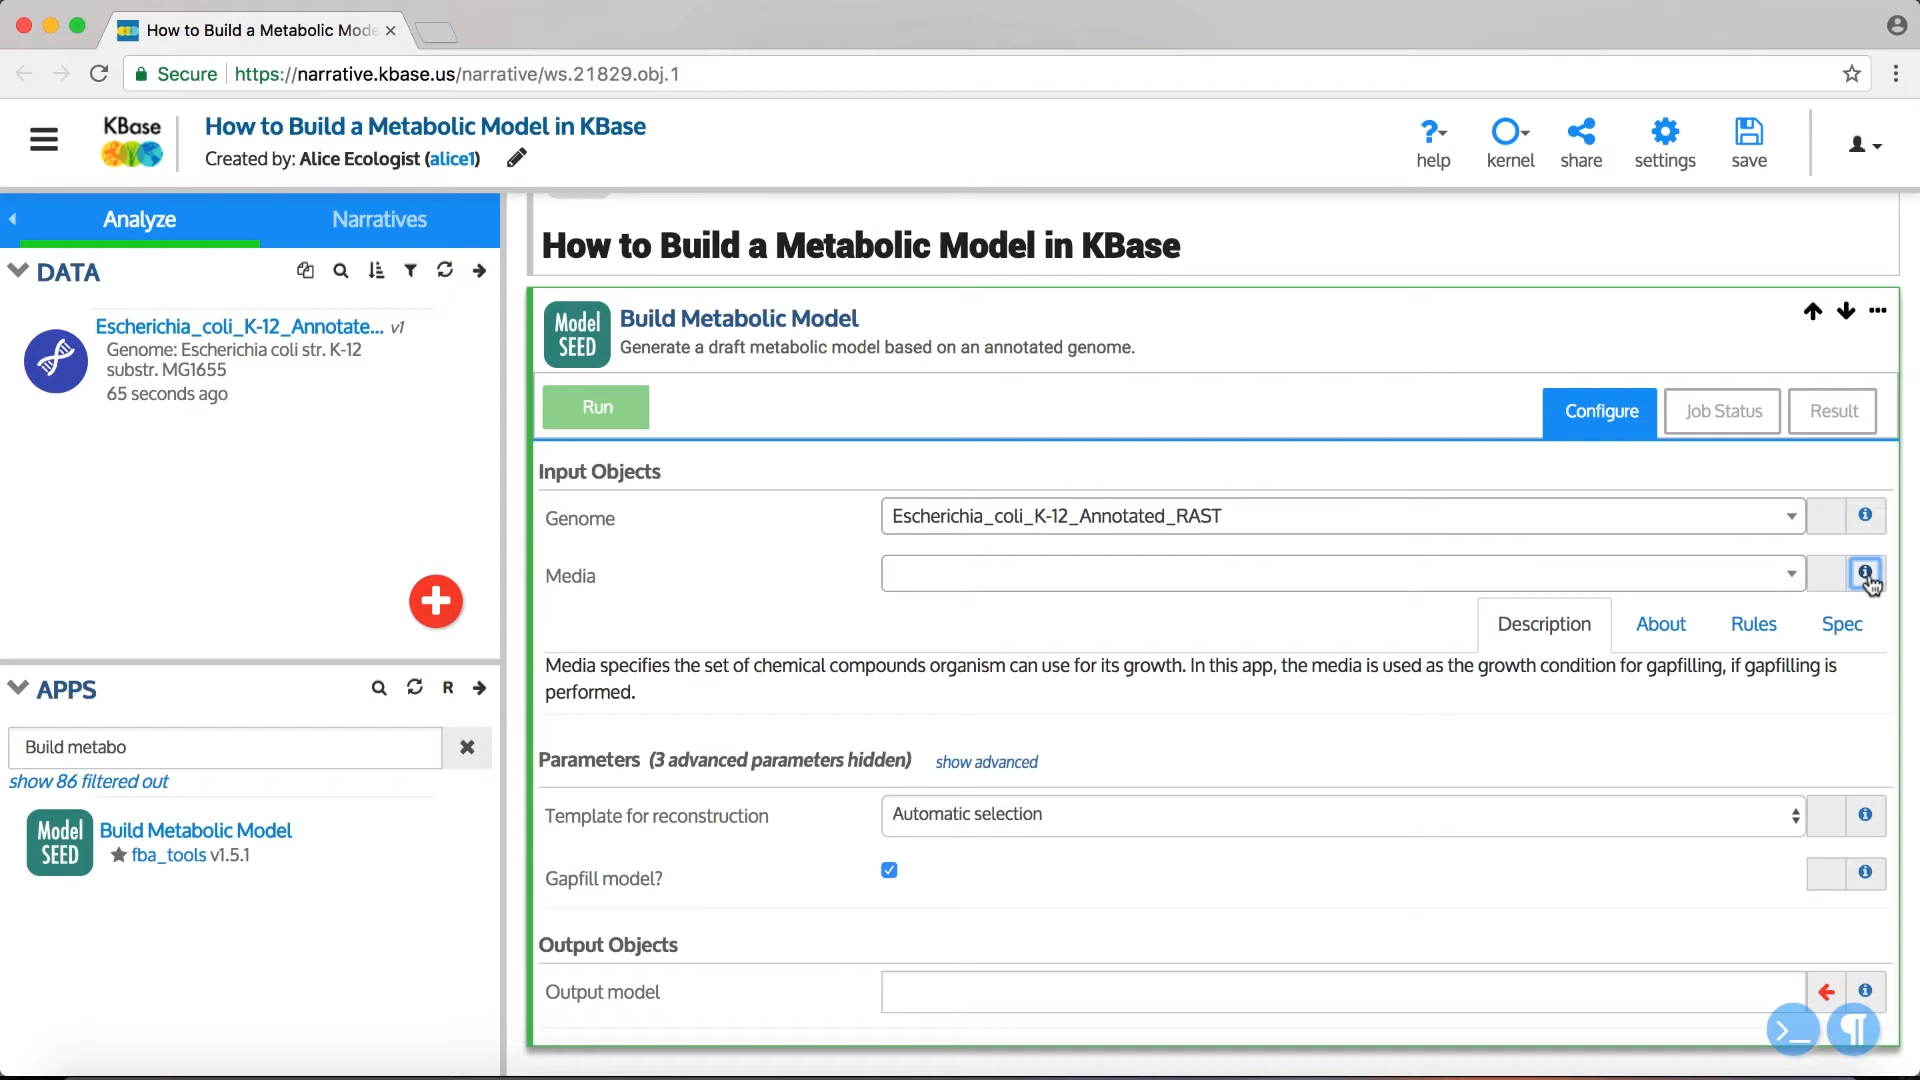 How to Build a Metabolic Mode
Secure https://narrative.kbase.us/narrative/ws.21829.obj.1
KBase
How to Build a Metabolic Model in KBase
Created by: Alice Ecologist (alice1)
help
kernel
share
settings
save
Analyze
Narratives
DATA
Escherichia_coli_K-12_Annotate... v1
Genome: Escherichia coli str. K-12
substr. MG1655
65 seconds ago
APPS
R
Build metabo
show 86 filtered out
Model
SEED
Build Metabolic Model
fba_tools v1.5.1
How to Build a Metabolic Model in KBase
Model
SEED
Build Metabolic Model
Generate a draft metabolic model based on an annotated genome.
Run
Configure
Job Status
Result
Input Objects
Genome
Escherichia_coli_K-12_Annotated_RAST
Media
Description
About
Rules
Spec
Media specifies the set of chemical compounds organism can use for its growth. In this app, the media is used as the growth condition for gapfilling, if gapfilling is
performed.
Parameters (3 advanced parameters hidden) show advanced
Template for reconstruction
Automatic selection
Gapfill model?
Output Objects
Output model